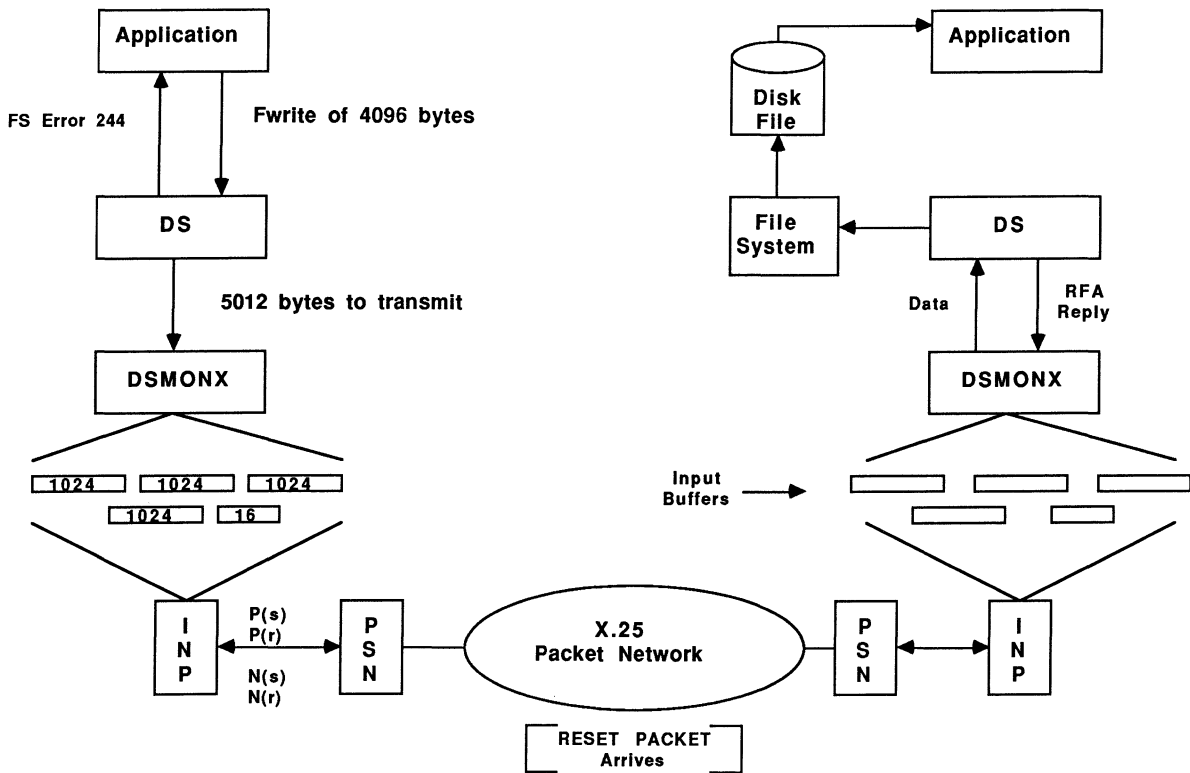 Application
FS Error 244
Fwrite of 4096 bytes
DS
5012 bytes to transmit
DSMONX
1024 1024 1024
1024 16
I
N
P
P(s)
P(r)
N(s)
N(r)
P
S
N
X.25
Packet Network
RESET PACKET
Arrives
Application
Disk
File
File
System
DS
Data
RFA
Reply
DSMONX
Input
Buffers
P
S
N
I
N
P